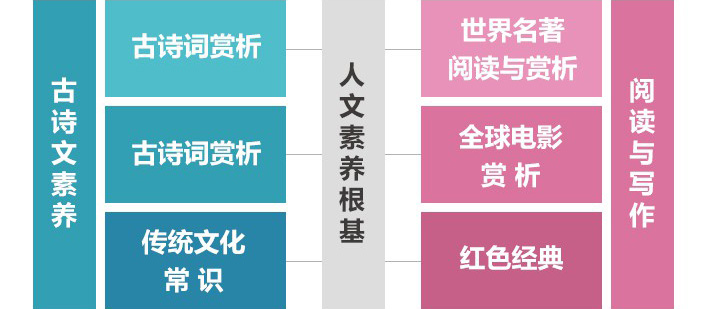 古诗文素养
古诗词赏析
古诗词赏析
传统文化
常 识
人文素养根基
世界名著
阅读与赏析
全球电影
赏 析
红色经典
阅读与写作